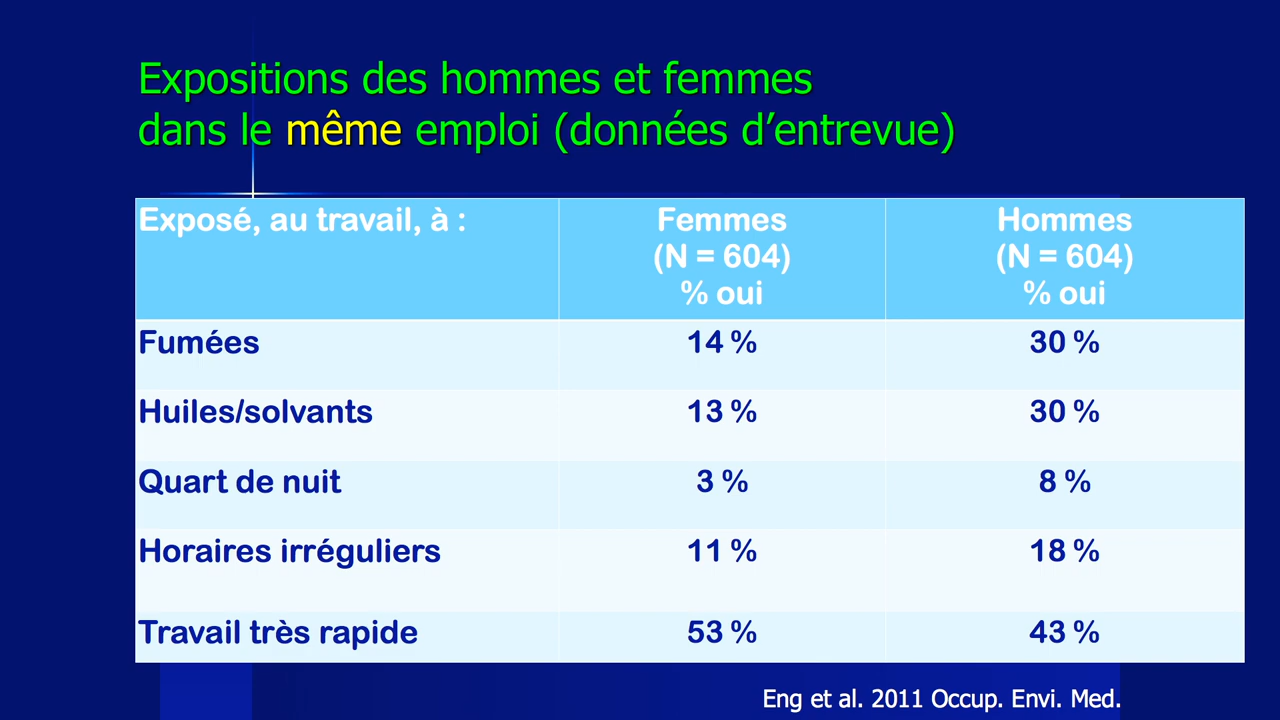 Expositions des hommes et femmes
dans le même emploi (données d’entrevue)
Exposé, au travail, à : Femmes (N = 604) % oui Hommes (N = 604) % oui
Fumées 14 % 30 %
Huiles/solvants 13 % 30 %
Quart de nuit 3 % 8 %
Horaires irréguliers 11 % 18 %
Travail très rapide 53 % 43 %
Eng et al. 2011 Occup. Envi. Med.